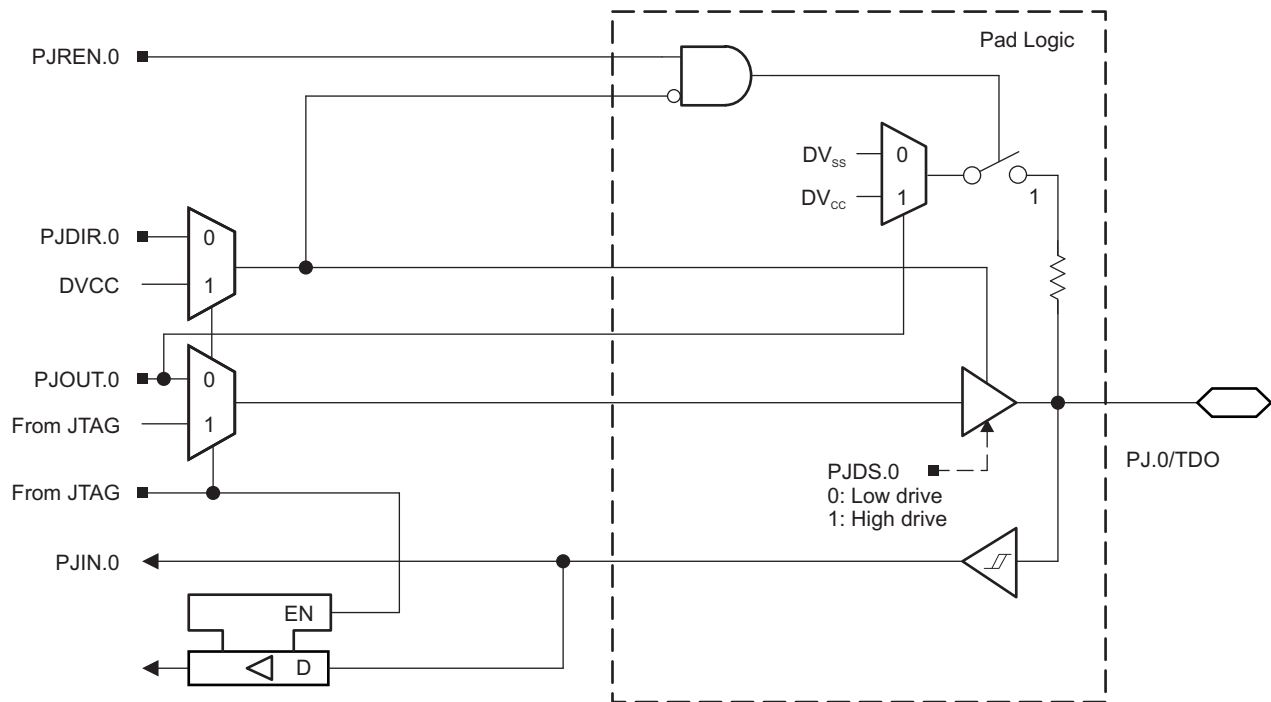 Pad Logic
PJREN.0
DVSS
0
DVCC
1
1
PJDIR.0
0
DVCC
1
PJOUT.0
0
From JTAG
1
PJDS.0
0: Low drive
1: High drive
PJ.0/TDO
From JTAG
PJIN.0
EN
D